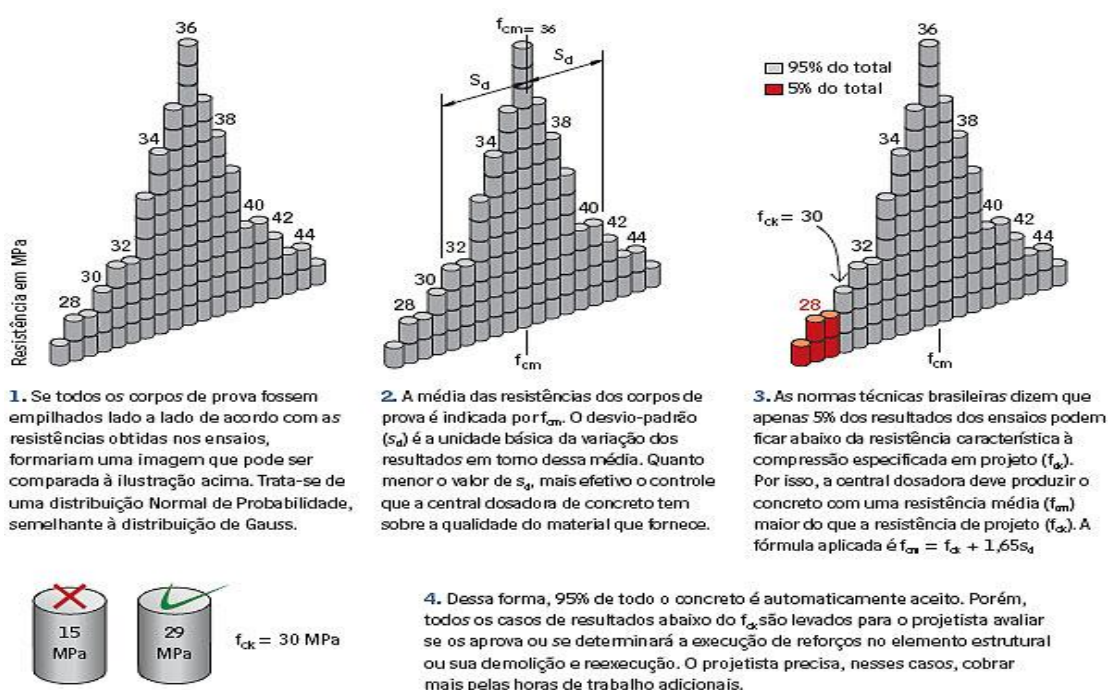 Resistência em MPa
28
30
32
34
36
38
40
42
44
f_cm = 36
S_d
S_d
28
30
32
34
38
40
42
44
f_cm
95% do total
5% do total
f_ck = 30
28
32
34
36
38
40
42
44
f_cm
1. Se todos os corpos de prova fossem
empilhados lado a lado de acordo com as
resistências obtidas nos ensaios,
formariam uma imagem que pode ser
comparada à ilustração acima. Trata-se de
uma distribuição Normal de Probabilidade,
semelhante à distribuição de Gauss.
2. A média das resistências dos corpos de
prova é indicada por f_cm. O desvio-padrão
(s_d) é a unidade básica da variação dos
resultados em torno dessa média. Quanto
menor o valor de s_d, mais efetivo o controle
que a central dosadora de concreto tem
sobre a qualidade do material que fornece.
3. As normas técnicas brasileiras dizem que
apenas 5% dos resultados dos ensaios podem
ficar abaixo da resistência característica à
compressão especificada em projeto (f_ck).
Por isso, a central dosadora deve produzir o
concreto com uma resistência média (f_cm)
maior do que a resistência de projeto (f_ck). A
fórmula aplicada é f_cm = f_ck + 1,65s_d
15
MPa
29
MPa
f_ck = 30 MPa
4. Dessa forma, 95% de todo o concreto é automaticamente aceito. Porém,
todos os casos de resultados abaixo do f_ck são levados para o projetista avaliar
se os aprova ou se determinará a execução de reforços no elemento estrutural
ou sua demolição e reexecução. O projetista precisa, nesses casos, cobrar
mais pelas horas de trabalho adicionais.